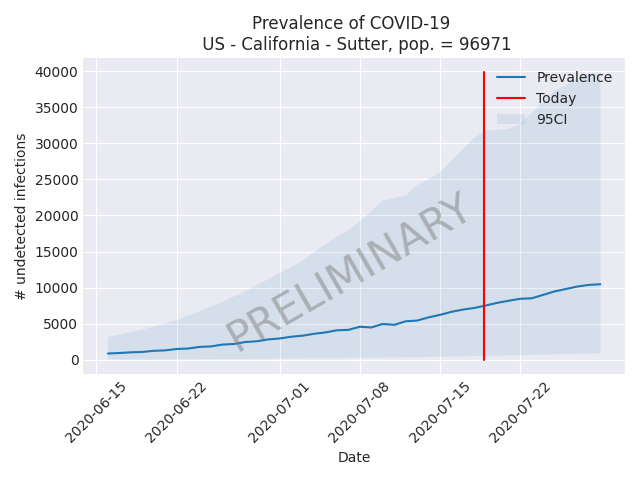 Prevalence of COVID-19
US - California - Sutter, pop. = 96971
40000
35000
30000
25000
20000
15000
10000
5000
0
# undetected infections
Prevalence
Today
95CI
PRELIMINARY
2020-06-15
2020-06-22
2020-07-01
2020-07-08
2020-07-15
2020-07-22
Date